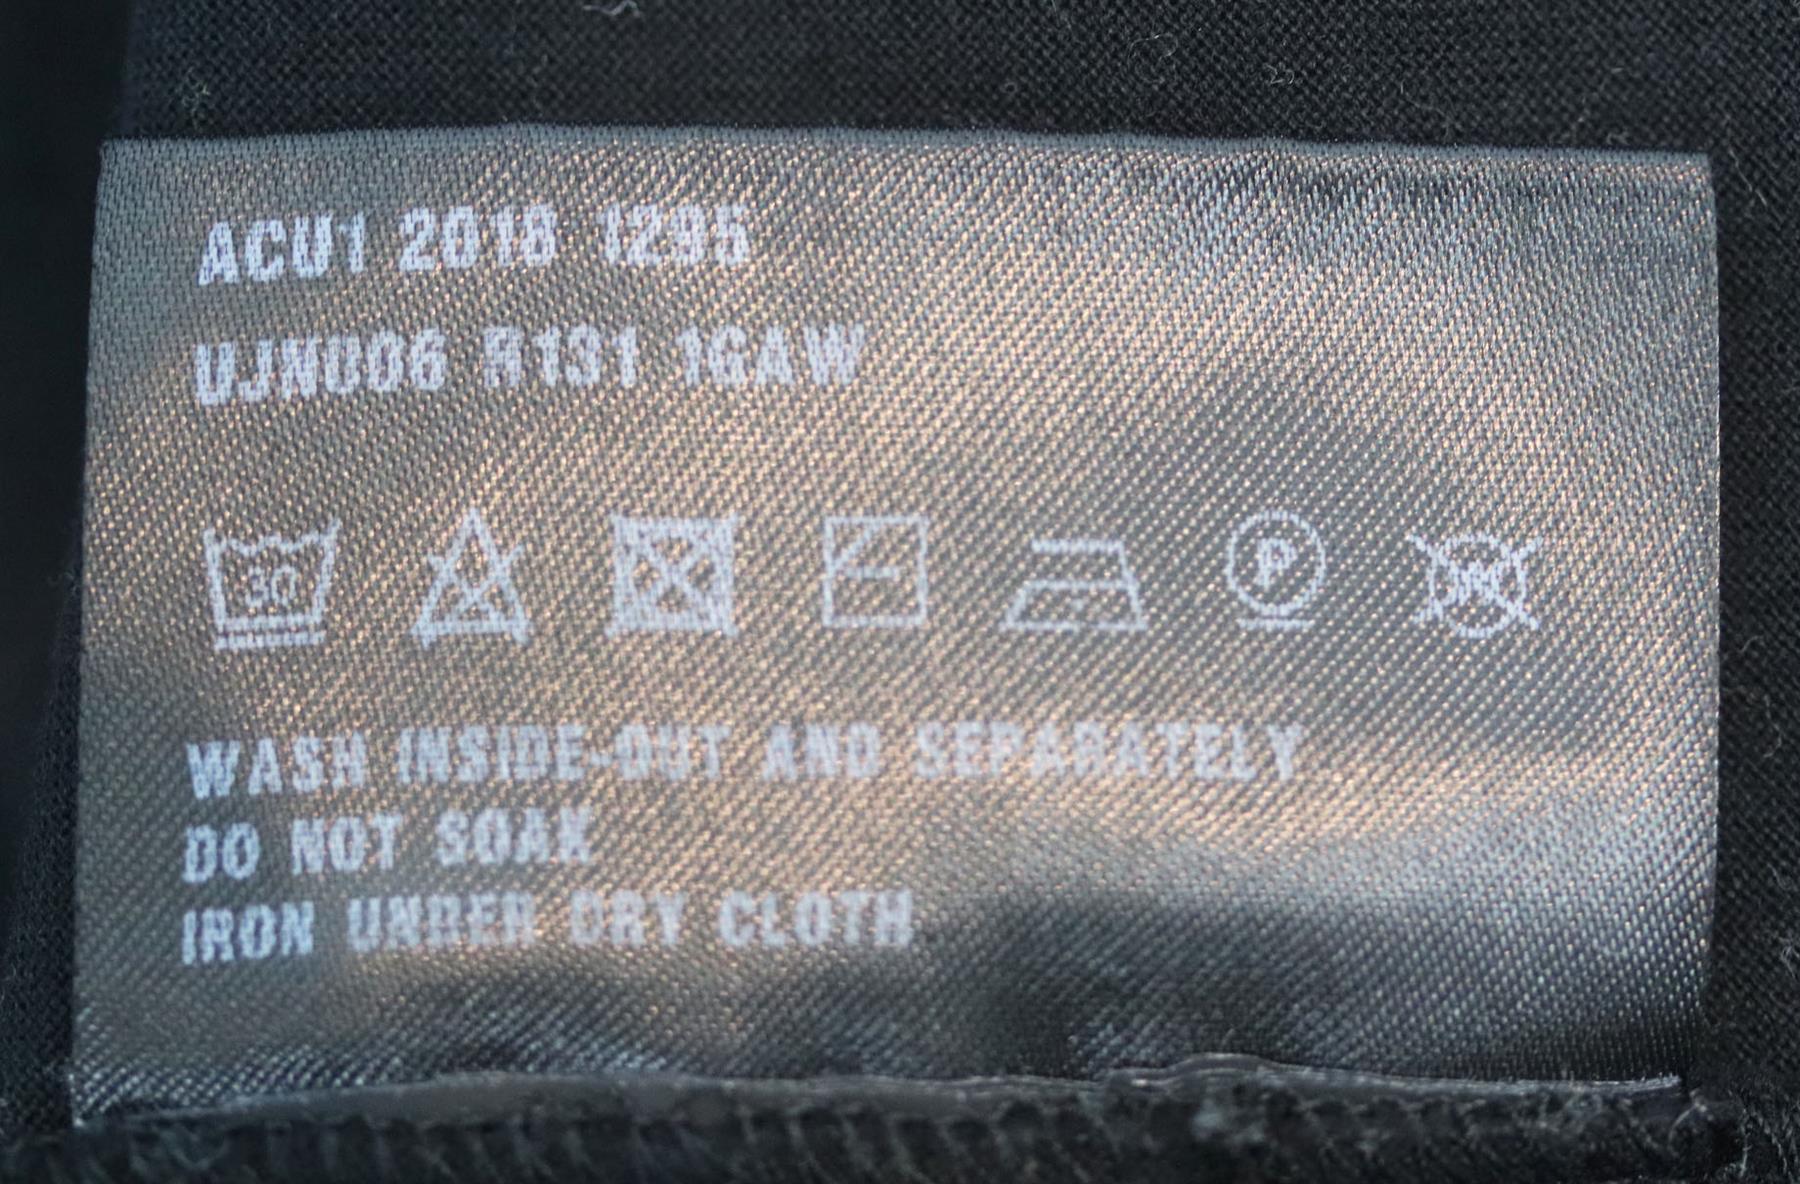 ACU1 2018 1295
UJN006 R131 1GAW
30
P
WASH INSIDE-OUT AND SEPARATELY
DO NOT SOAK
IRON UNDER DRY CLOTH